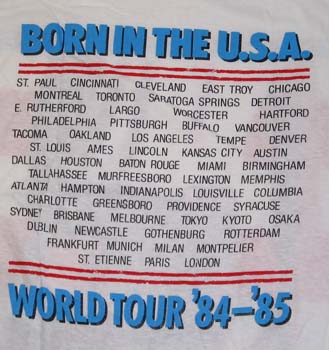 BORN IN THE U.S.A.
ST. PAUL CINCINNATI CLEVELAND EAST TROY CHICAGO
MONTREAL TORONTO SARATOGA SPRINGS DETROIT
E. RUTHERFORD LARGO WORCESTER HARTFORD
PHILADELPHIA PITTSBURGH BUFFALO VANCOUVER
TACOMA OAKLAND LOS ANGELES TEMPE DENVER
ST. LOUIS AMES LINCOLN KANSAS CITY AUSTIN
DALLAS HOUSTON BATON ROUGE MIAMI BIRMINGHAM
TALLAHASSEE MURFREESBORO LEXINGTON MEMPHIS
ATLANTA HAMPTON INDIANAPOLIS LOUISVILLE COLUMBIA
CHARLOTTE GREENSBORO PROVIDENCE SYRACUSE
SYDNEY BRISBANE MELBOURNE TOKYO KYOTO OSAKA
DUBLIN NEWCASTLE GOTHENBURG ROTTERDAM
FRANKFURT MUNICH MILAN MONTPELIER
ST. ETIENNE PARIS LONDON
WORLD TOUR '84-'85